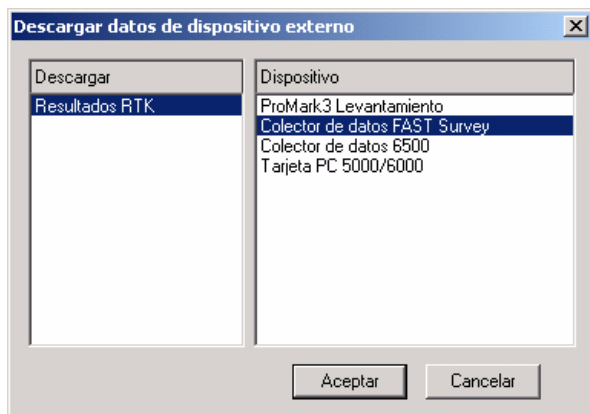 Descargar datos de dispositivo externo
Descargar
Dispositivo
Resultados RTK
ProMark3 Levantamiento
Colector de datos FAST Survey
Colector de datos 6500
Tarjeta PC 5000/6000
Aceptar
Cancelar